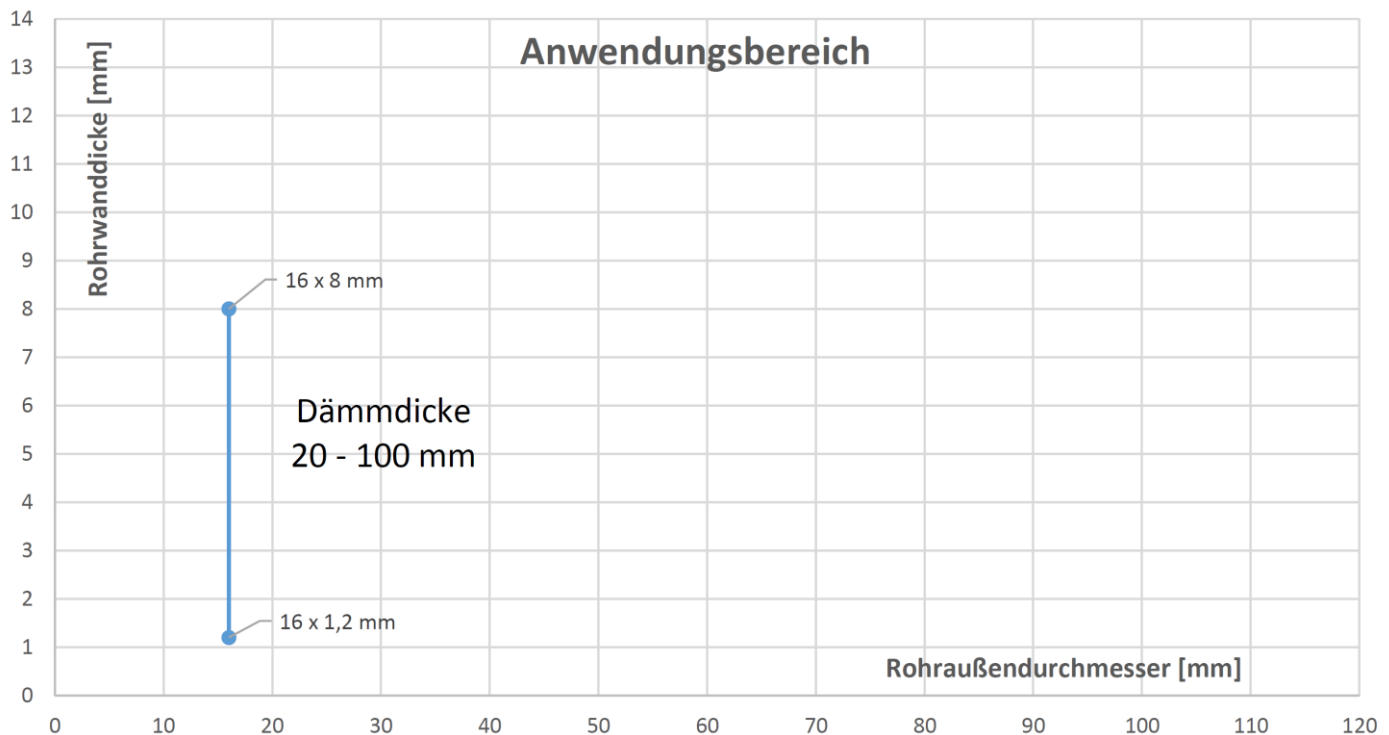 Anwendungsbereich
Rohrwanddicke [mm]
14
13
12
11
10
9
8
7
6
5
4
3
2
1
0
16 x 8 mm
Dämmdicke
20 - 100 mm
16 x 1,2 mm
Rohraußendurchmesser [mm]
0 10 20 30 40 50 60 70 80 90 100 110 120